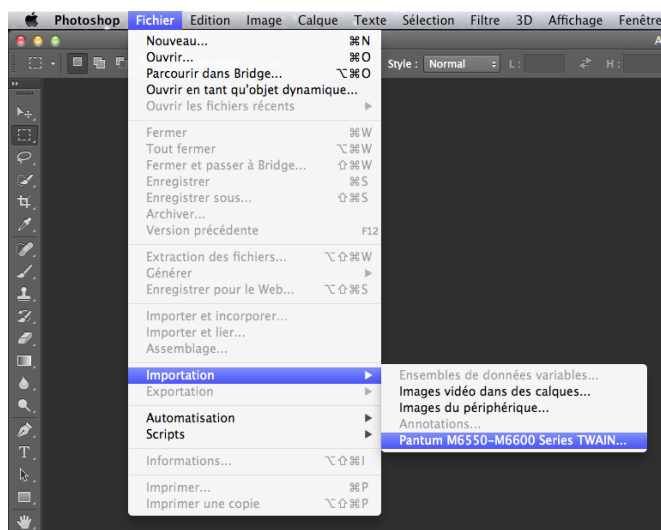 Photoshop Fichier Edition Image Calque Texte Sélection Filtre 3D Affichage Fenêtre
Nouveau... ⌘N
Ouvrir... ⌘O
Parcourir dans Bridge... ⌥⌘O
Ouvrir en tant qu'objet dynamique...
Ouvrir les fichiers récents
Fermer ⌘W
Tout fermer ⌥⌘W
Fermer et passer à Bridge... ⇧⌘W
Enregistrer ⌘S
Enregistrer sous... ⇧⌘S
Archiver...
Version précédente F12
Extraction des fichiers... ⌥⇧⌘W
Générer
Enregistrer pour le Web... ⌥⇧⌘S
Importer et incorporer...
Importer et lier...
Assemblage...
Importation
Exportation
Automatisation
Scripts
Informations... ⌥⇧⌘I
Imprimer... ⌘P
Imprimer une copie ⌥⇧⌘P
Style : Normal L : H :
A
Ensembles de données variables...
Images vidéo dans des calques...
Images du périphérique...
Annotations...
Pantum M6550-M6600 Series TWAIN...
T